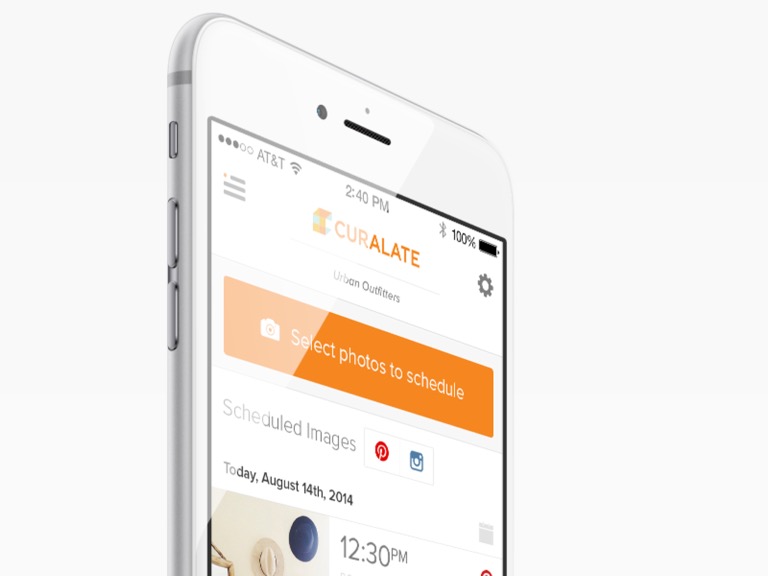 AT&T
2:40 PM
100%
CURALATE
Urban Outfitters
Select photos to schedule
Scheduled Images
Today, August 14th, 2014
12:30PM